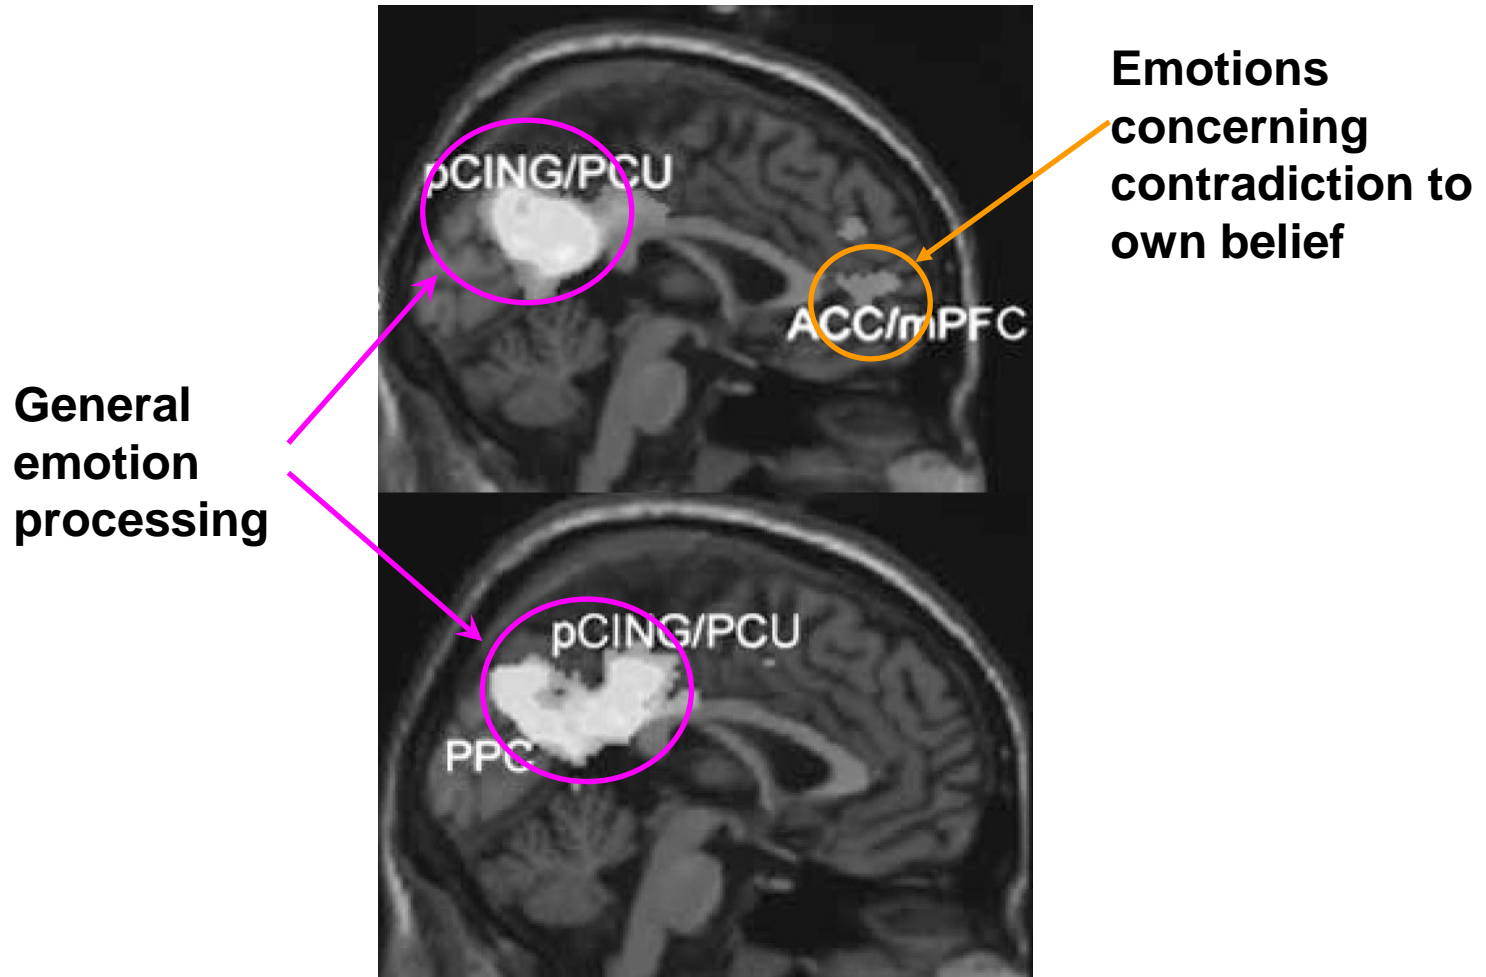 Emotions
concerning
contradiction to
own belief
pCING/PCU
ACC/mPFC
General
emotion
processing
pCING/PCU
PPC